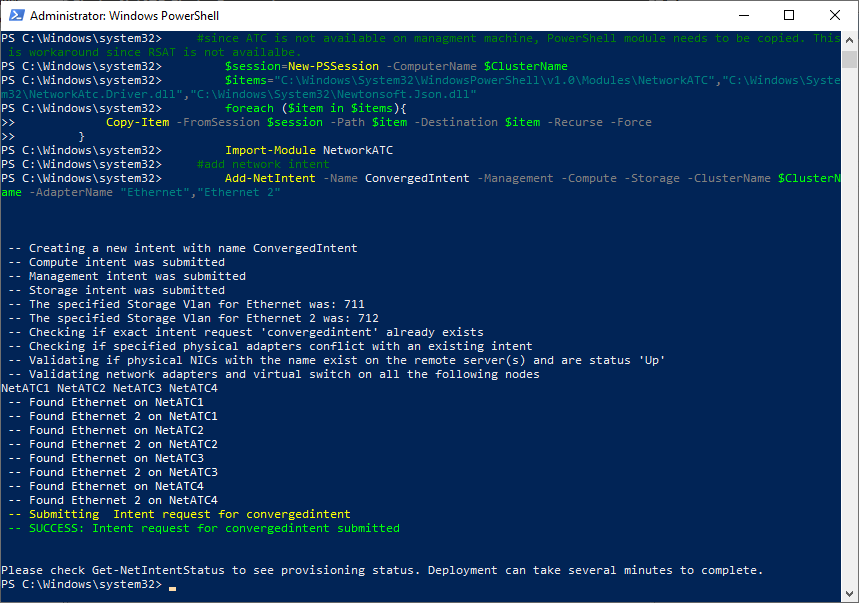 Administrator: Windows PowerShell
PS C:\Windows\system32>     #since ATC is not available on managment machine, PowerShell module needs to be copied. This
 is workaround since RSAT is not availalbe.
PS C:\Windows\system32>         $session=New-PSSession -ComputerName $ClusterName
PS C:\Windows\system32>         $items="C:\Windows\System32\WindowsPowerShell\v1.0\Modules\NetworkATC","C:\Windows\Syste
m32\NetworkAtc.Driver.dll","C:\Windows\System32\Newtonsoft.Json.dll"
PS C:\Windows\system32>         foreach ($item in $items){
>>             Copy-Item -FromSession $session -Path $item -Destination $item -Recurse -Force
>>         }
PS C:\Windows\system32>         Import-Module NetworkATC
PS C:\Windows\system32>     #add network intent
PS C:\Windows\system32>         Add-NetIntent -Name ConvergedIntent -Management -Compute -Storage -ClusterName $ClusterN
ame -AdapterName "Ethernet","Ethernet 2"
 -- Creating a new intent with name ConvergedIntent
 -- Compute intent was submitted
 -- Management intent was submitted
 -- Storage intent was submitted
 -- The specified Storage Vlan for Ethernet was: 711
 -- The specified Storage Vlan for Ethernet 2 was: 712
 -- Checking if exact intent request 'convergedintent' already exists
 -- Checking if specified physical adapters conflict with an existing intent
 -- Validating if physical NICs with the name exist on the remote server(s) and are status 'Up'
 -- Validating network adapters and virtual switch on all the following nodes
NetATC1 NetATC2 NetATC3 NetATC4
 -- Found Ethernet on NetATC1
 -- Found Ethernet 2 on NetATC1
 -- Found Ethernet on NetATC2
 -- Found Ethernet 2 on NetATC2
 -- Found Ethernet on NetATC3
 -- Found Ethernet 2 on NetATC3
 -- Found Ethernet on NetATC4
 -- Found Ethernet 2 on NetATC4
 -- Submitting  Intent request for convergedintent
 -- SUCCESS: Intent request for convergedintent submitted
Please check Get-NetIntentStatus to see provisioning status. Deployment can take several minutes to complete.
PS C:\Windows\system32>